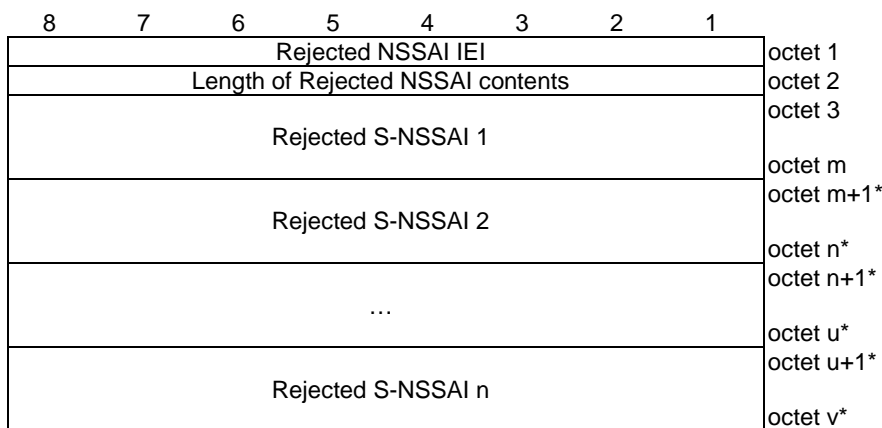 8 7 6 5 4 3 2 1
Rejected NSSAI IEI octet 1
Length of Rejected NSSAI contents octet 2
octet 3
Rejected S-NSSAI 1
octet m
octet m+1*
Rejected S-NSSAI 2
octet n*
octet n+1*
…
octet u*
octet u+1*
Rejected S-NSSAI n
octet v*